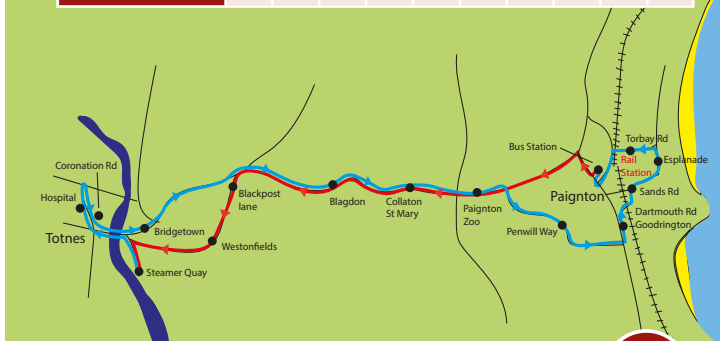 Torbay Rd
Bus Station
Rail
Station
Esplanade
Coronation Rd
Sands Rd
Hospital
Blackpost
lane
Paignton
Blagdon
Collaton
St Mary
Paignton
Zoo
Dartmouth Rd
Goodrington
Bridgetown
Penwill Way
Totnes
Westonfields
Steamer Quay